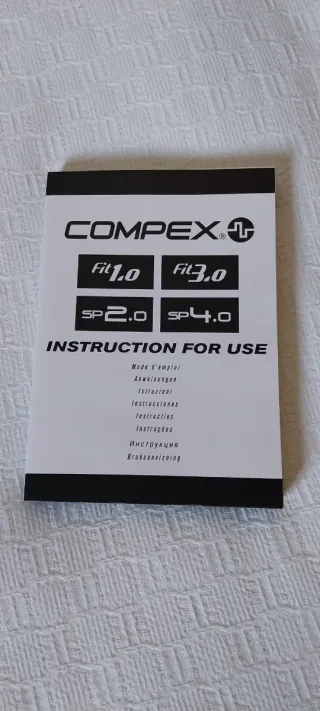 COMPEX®
Fit 1.0 Fit 3.0
SP 2.0 SP 4.0
INSTRUCTION FOR USE
Mode d'emploi
Anweisungen
Istruzioni
Instrucciones
Instructies
Instruções
Инструкция
Bruksanvisning